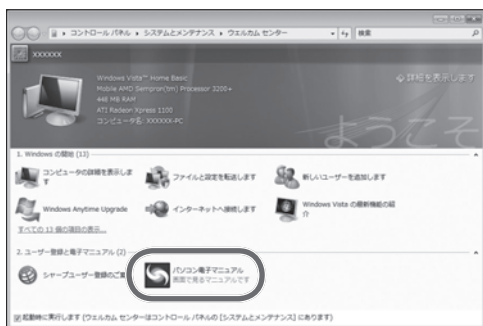 コントロール パネル ▸ システムとメンテナンス ▸ ウエルカム センター
検索
XXXXXX
詳細を表示します
Windows Vista™ Home Basic
Mobile AMD Sempron(tm) Processor 3200+
448 MB RAM
ATI Radeon Xpress 1100
コンピュータ名: XXXXXX-PC
ようこそ
1. Windows の開始 (13)
コンピュータの詳細を表示しま
す
ファイルと設定を転送します
新しいユーザーを追加します
Windows Anytime Upgrade
インターネットへ接続します
Windows Vista の最新機能の紹
介
すべての 13 個の項目の表示...
2. ユーザー登録と電子マニュアル (2)
シャープユーザー登録のご案
パソコン電子マニュアル
画面で見るマニュアルです
起動時に実行します (ウエルカム センターはコントロール パネルの [システムとメンテナンス] にあります)